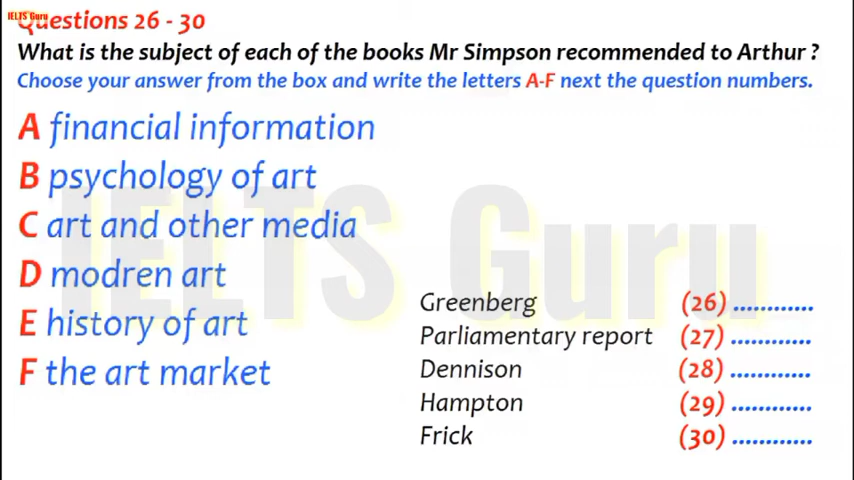 IELTS Guru
Questions 26 - 30
What is the subject of each of the books Mr Simpson recommended to Arthur ?
Choose your answer from the box and write the letters A-F next the question numbers.
A financial information
B psychology of art
C art and other media
D modren art
E history of art
F the art market
IELTS Guru
Greenberg (26) ............
Parliamentary report (27) ............
Dennison (28) ............
Hampton (29) ............
Frick (30) ............